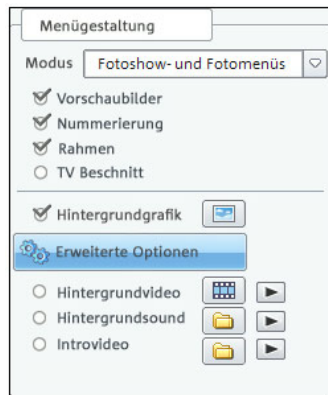 Menügestaltung
Modus Fotoshow- und Fotomenüs
Vorschaubilder
Nummerierung
Rahmen
TV Beschnitt
Hintergrundgrafik
Erweiterte Optionen
Hintergrundvideo
Hintergrundsound
Introvideo